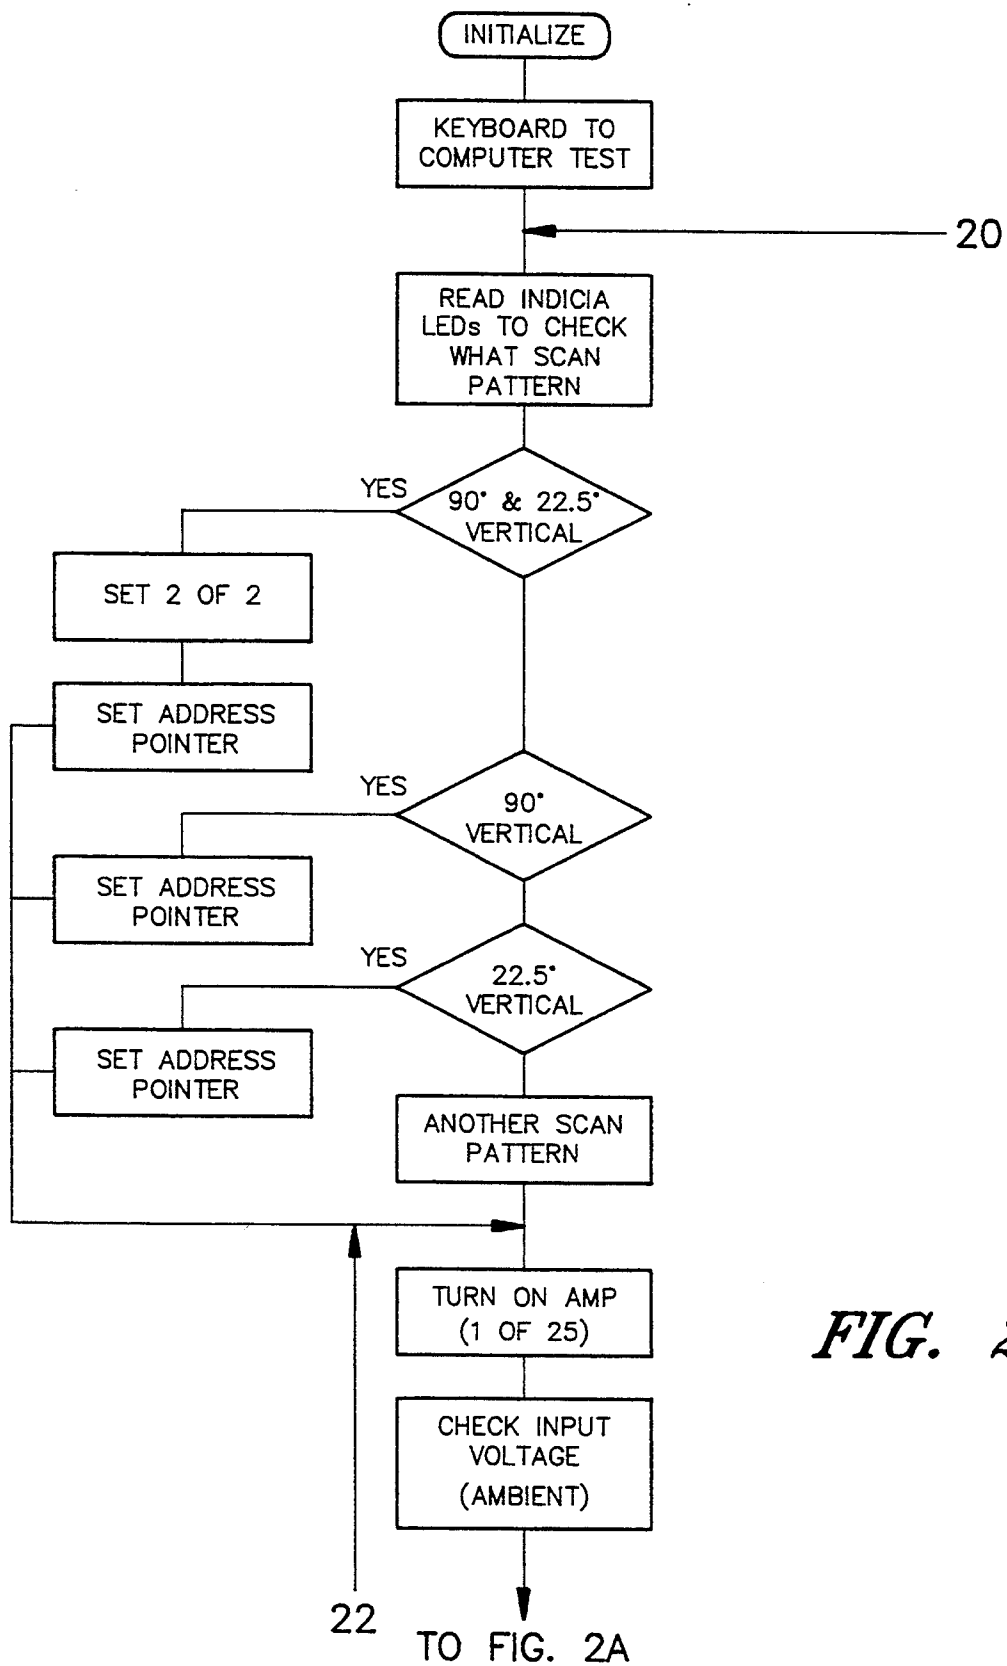 INITIALIZE
KEYBOARD TO
COMPUTER TEST
20
READ INDICIA
LEDs TO CHECK
WHAT SCAN
PATTERN
YES
90° & 22.5°
VERTICAL
SET 2 OF 2
SET ADDRESS
POINTER
YES
90°
VERTICAL
SET ADDRESS
POINTER
YES
22.5°
VERTICAL
SET ADDRESS
POINTER
ANOTHER SCAN
PATTERN
TURN ON AMP
(1 OF 25)
FIG. 2
CHECK INPUT
VOLTAGE
(AMBIENT)
22
TO FIG. 2A